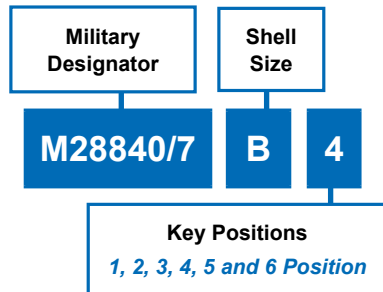 Military
Designator
Shell
Size
M28840/7 B 4
Key Positions
1, 2, 3, 4, 5 and 6 Position